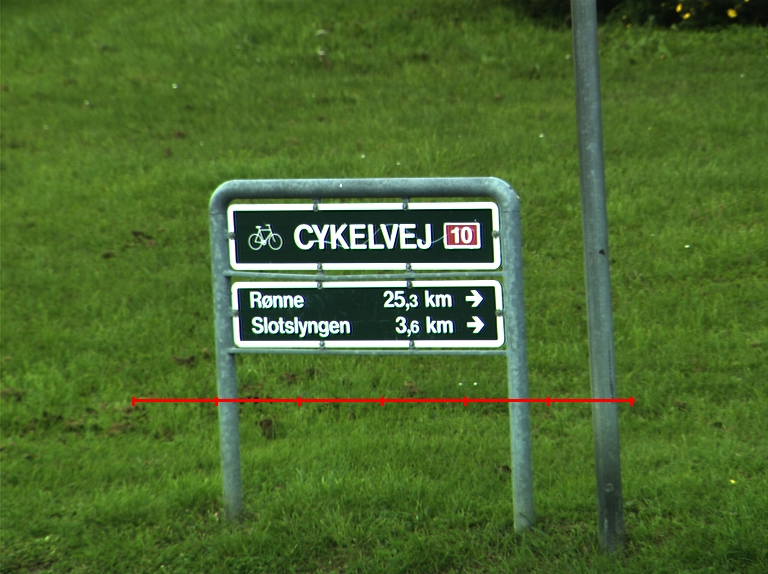 CYKELVEJ 10
Rønne 25,3 km →
Slotslyngen 3,6 km →